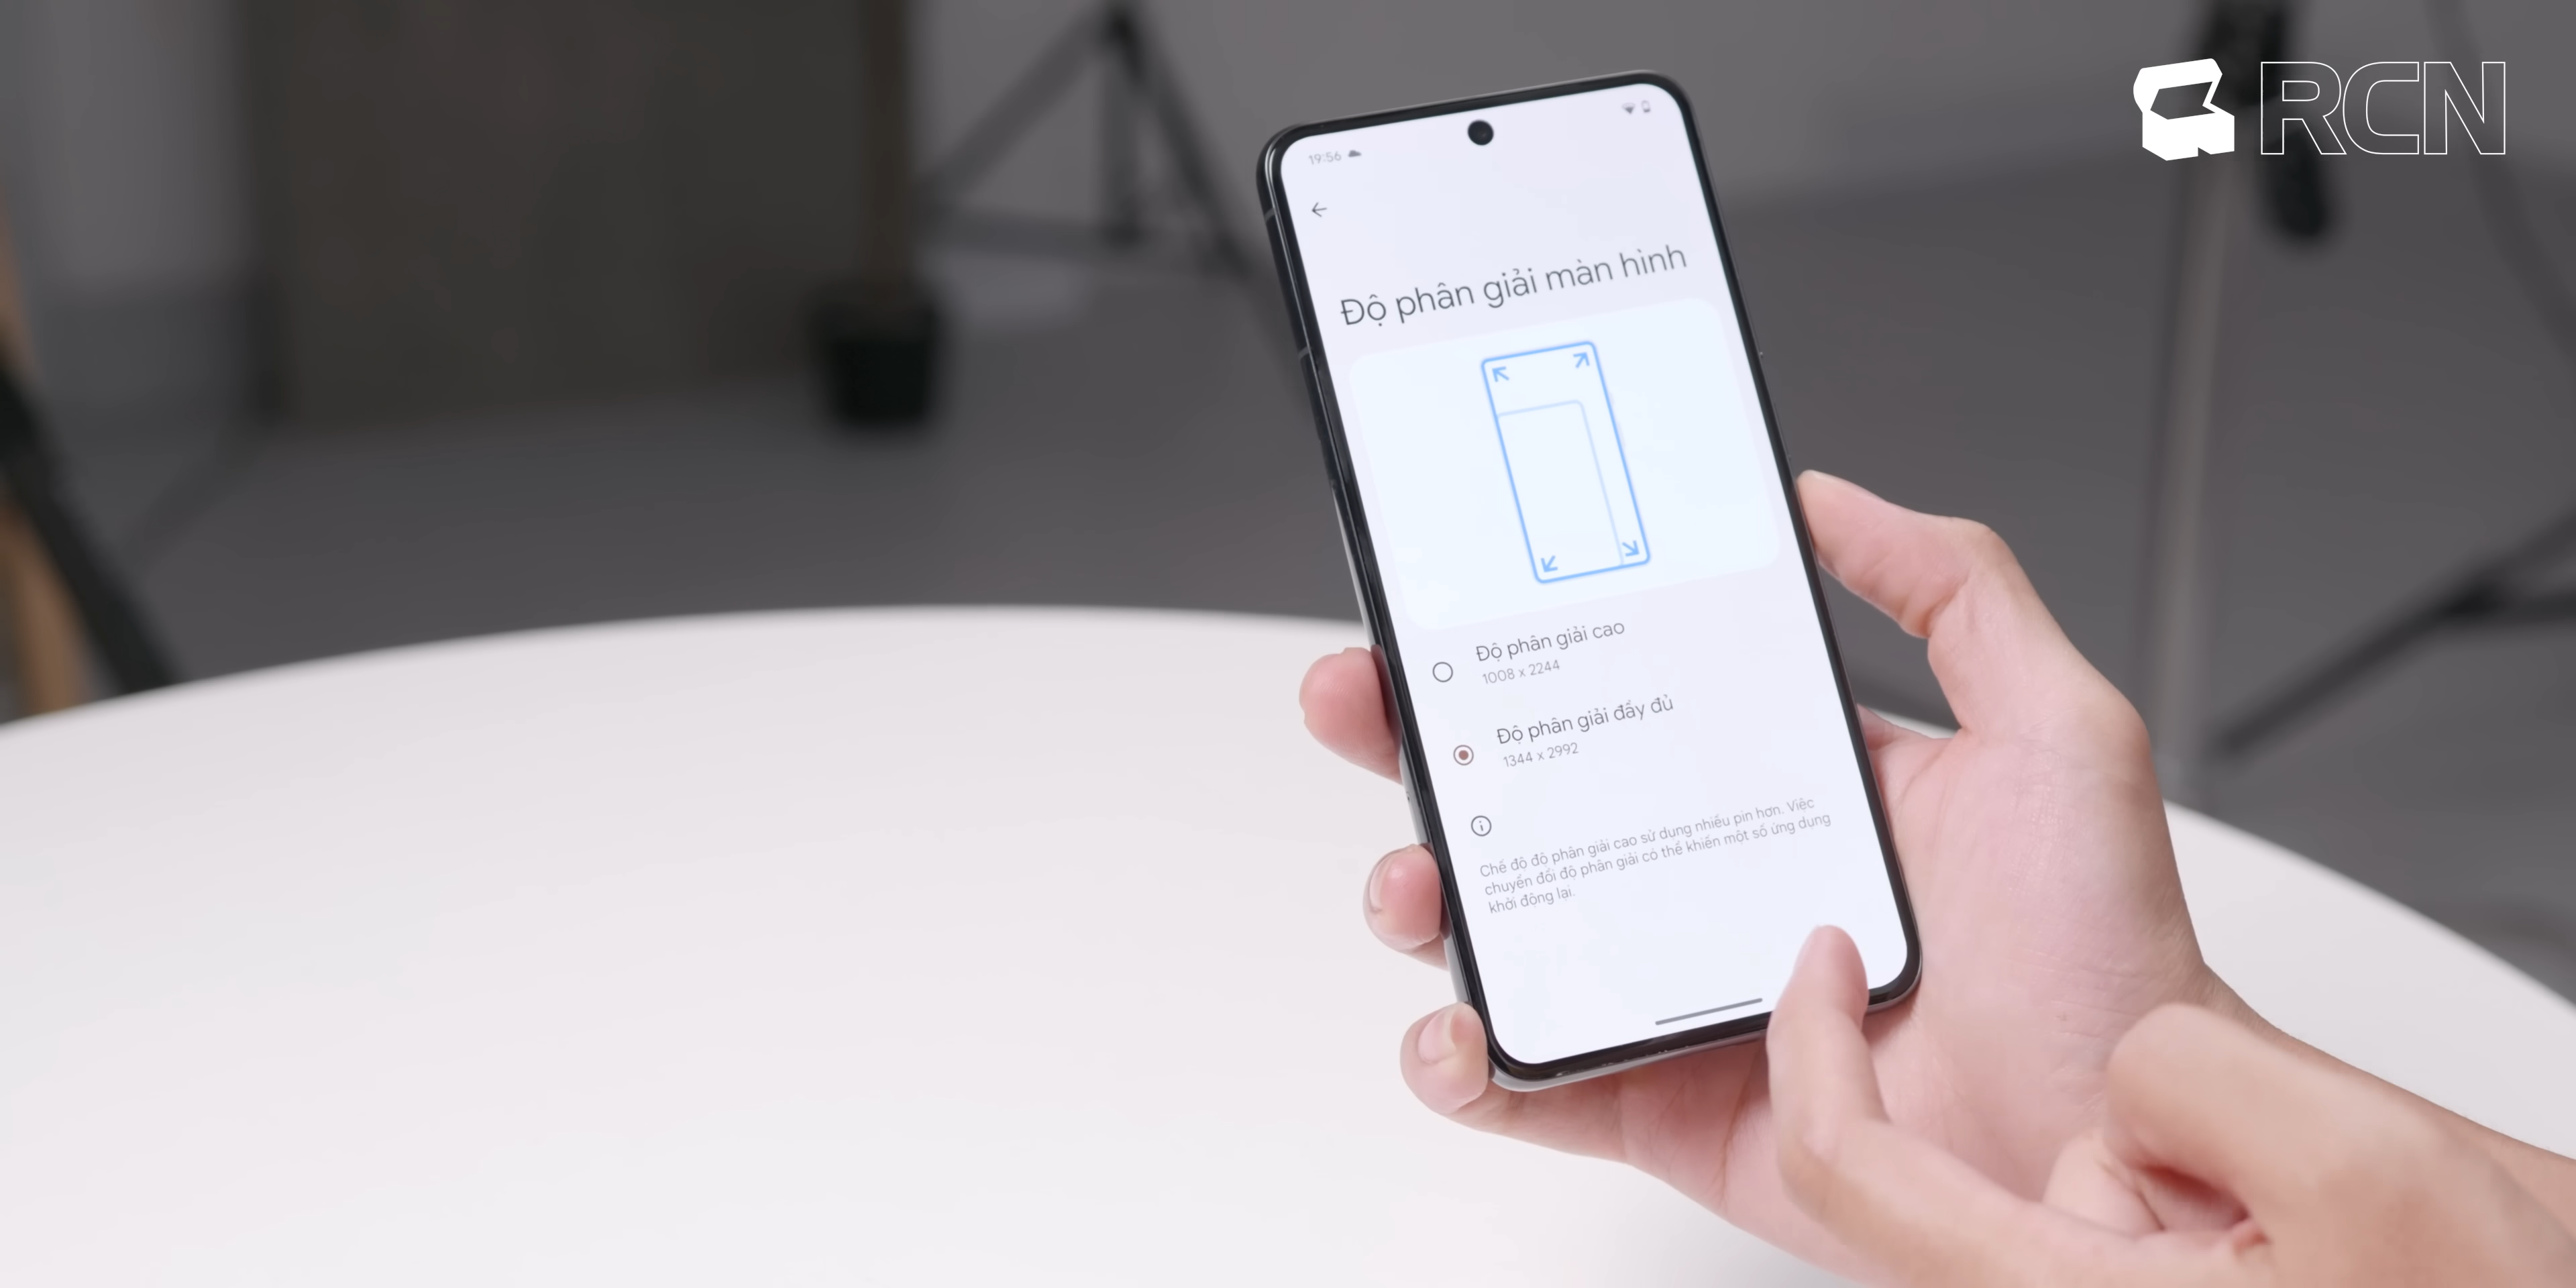 RCN
19:56
Độ phân giải màn hình
Độ phân giải cao
1008 x 2244
Độ phân giải đầy đủ
1344 x 2992
Chế độ độ phân giải cao sử dụng nhiều pin hơn. Việc
chuyển đổi độ phân giải có thể khiến một số ứng dụng
khởi động lại.